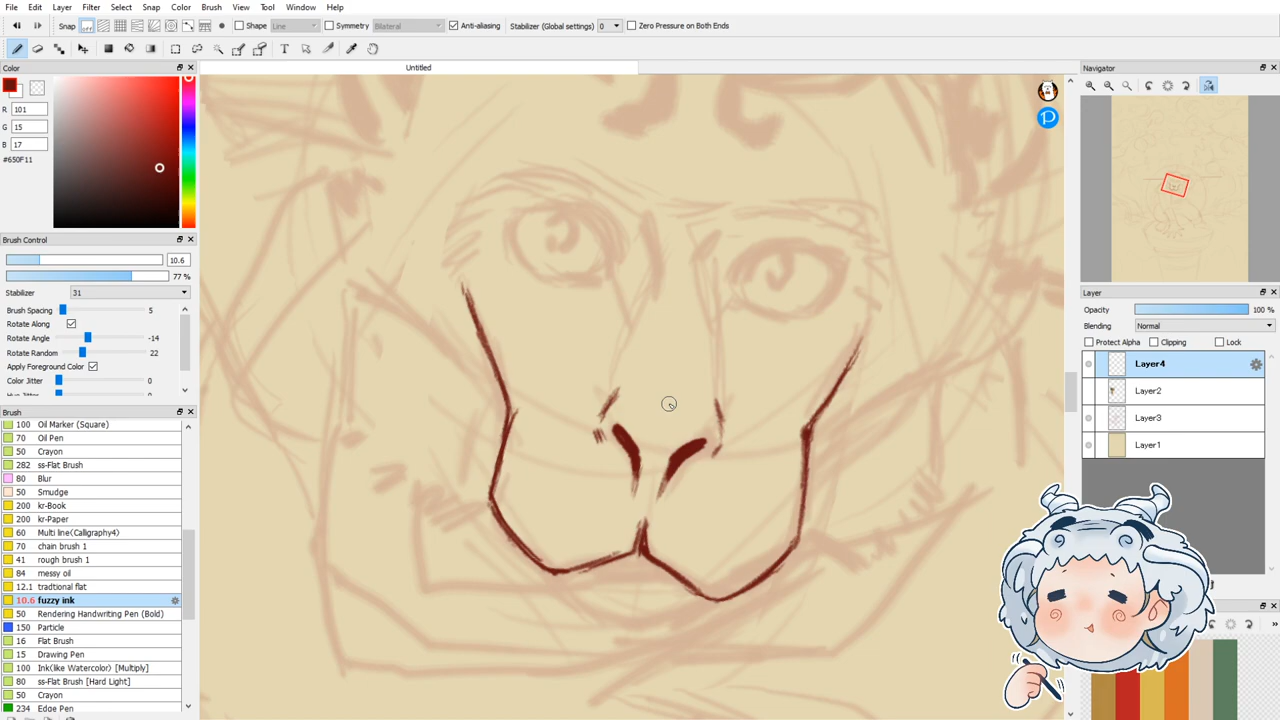 File Edit Layer Filter Select Snap Color Brush View Tool Window Help
Snap Shape Line Symmetry Bilateral Anti-aliasing Stabilizer (Global settings) 0 Zero Pressure on Both Ends
Untitled
Color
R 101
G 15
B 17
#650F11
Brush Control
10.6
77 %
Stabilizer 31
Brush Spacing 5
Rotate Along
Rotate Angle -14
Rotate Random 22
Apply Foreground Color
Color Jitter 0
Brush
100 Oil Marker (Square)
70 Oil Pen
50 Crayon
282 ss-Flat Brush
80 Blur
50 Smudge
200 kr-Book
200 kr-Paper
60 Multi line(Calligraphy4)
70 chain brush 1
41 rough brush 1
84 messy oil
12.1 tradtional flat
10.6 fuzzy ink
50 Rendering Handwriting Pen (Bold)
150 Particle
16 Flat Brush
15 Drawing Pen
100 Ink(like Watercolor) [Multiply]
80 ss-Flat Brush [Hard Light]
50 Crayon
234 Edge Pen
Navigator
Layer
Opacity 100 %
Blending Normal
Protect Alpha Clipping Lock
Layer4
Layer2
Layer3
Layer1